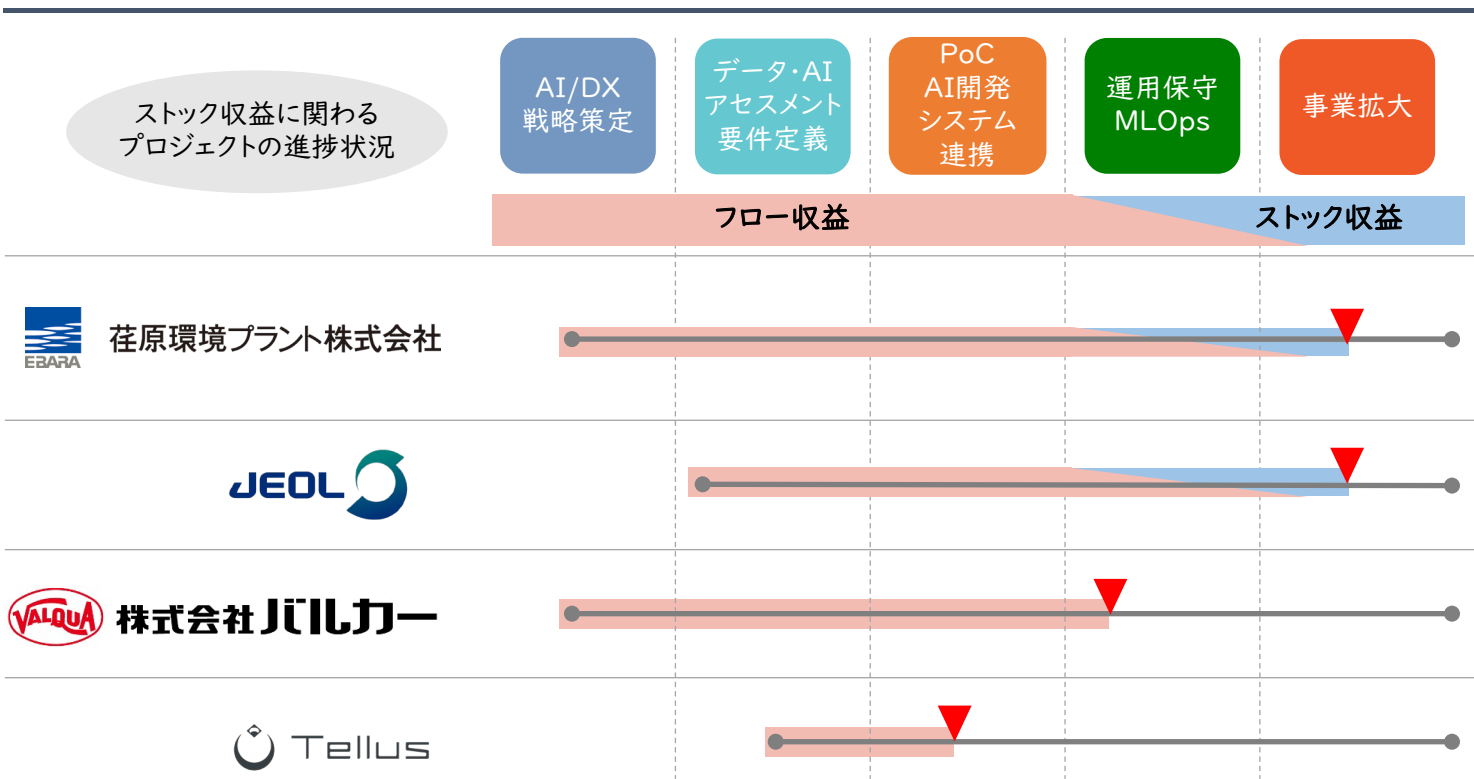 ストック収益に関わる
プロジェクトの進捗状況
AI/DX
戦略策定
データ・AI
アセスメント
要件定義
PoC
AI開発
システム
連携
運用保守
MLOps
事業拡大
フロー収益
ストック収益
EBARA
荏原環境プラント株式会社
JEOL
VALQUA
株式会社バルカー
Tellus